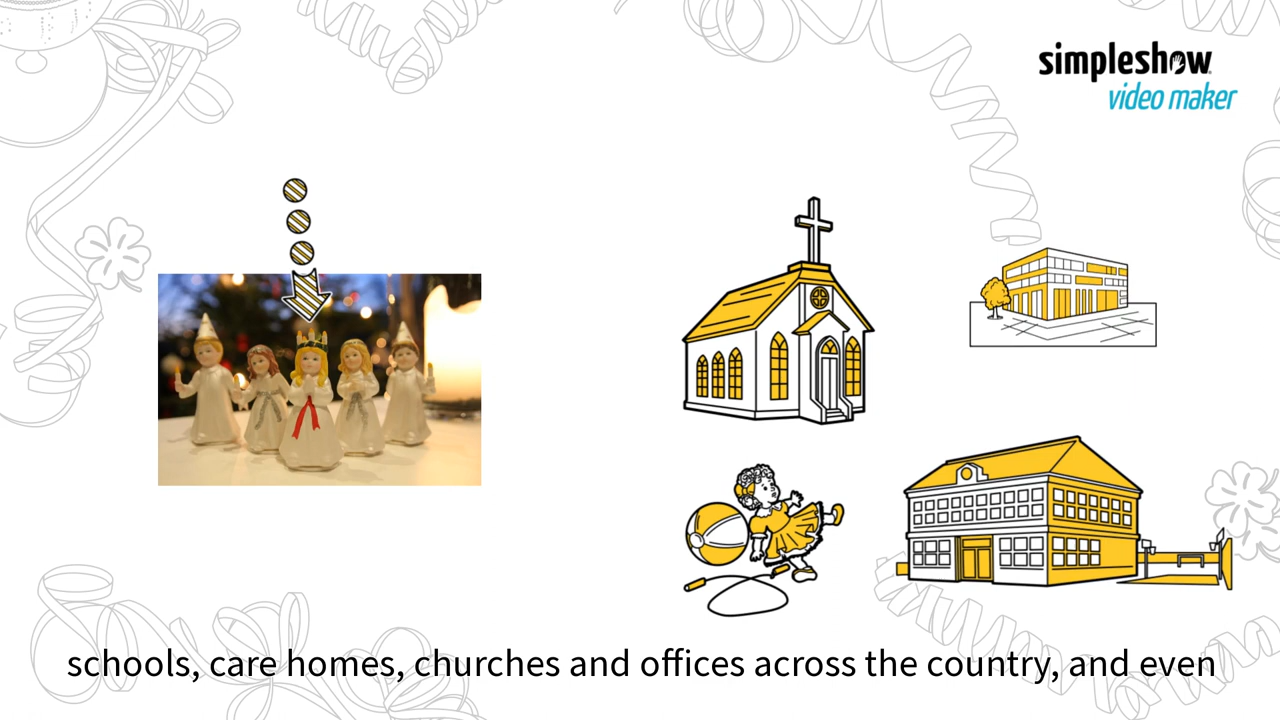 simpleshow
video maker
schools, care homes, churches and offices across the country, and even